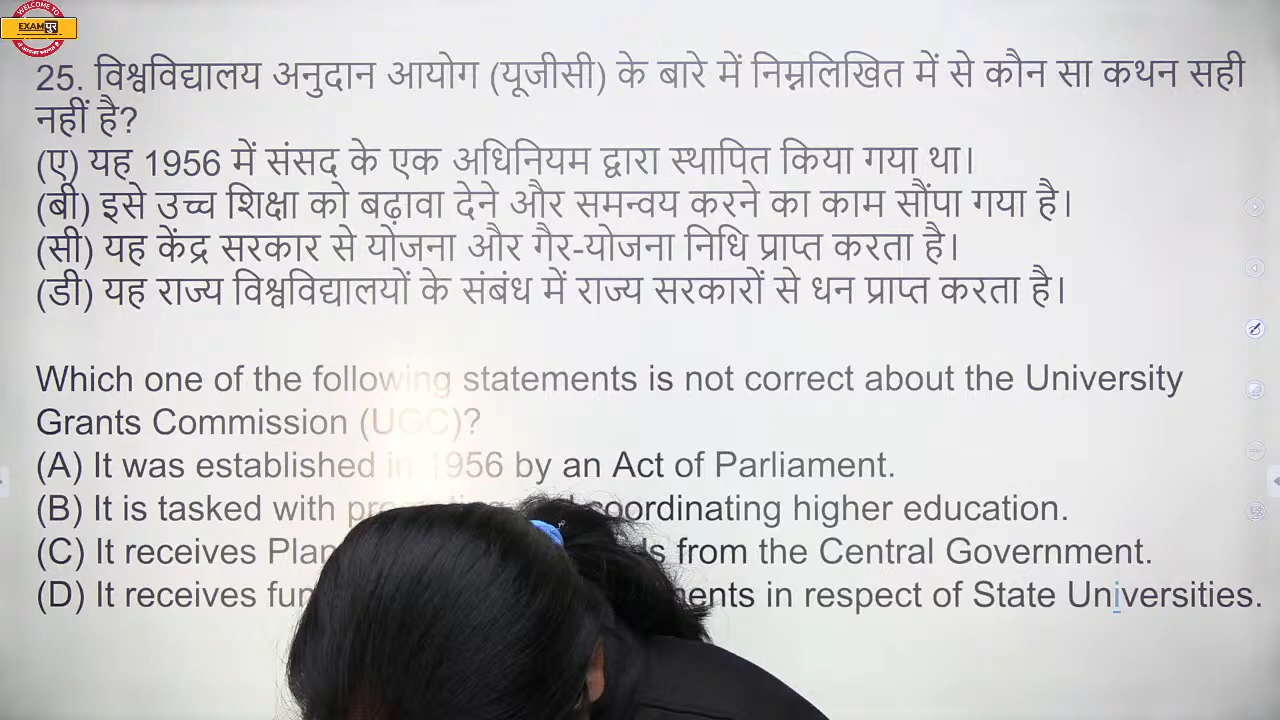 WELCOME TO
EXAM पुर
25. विश्वविद्यालय अनुदान आयोग (यूजीसी) के बारे में निम्नलिखित में से कौन सा कथन सही
नहीं है?
(ए) यह 1956 में संसद के एक अधिनियम द्वारा स्थापित किया गया था।
(बी) इसे उच्च शिक्षा को बढ़ावा देने और समन्वय करने का काम सौंपा गया है।
(सी) यह केंद्र सरकार से योजना और गैर-योजना निधि प्राप्त करता है।
(डी) यह राज्य विश्वविद्यालयों के संबंध में राज्य सरकारों से धन प्राप्त करता है।
Which one of the following statements is not correct about the University
Grants Commission (UGC)?
(A) It was established in 1956 by an Act of Parliament.
(B) It is tasked with coordinating higher education.
(C) It receives Plan from the Central Government.
(D) It receives in respect of State Universities.